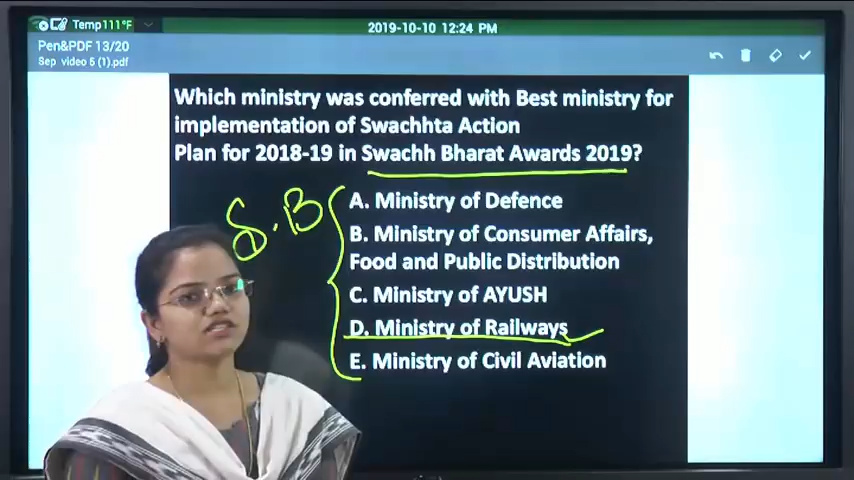 Temp111°F
2019-10-10 12:24 PM
Pen&PDF 13/20
Sep video 5 (1).pdf
Which ministry was conferred with Best ministry for
implementation of Swachhta Action
Plan for 2018-19 in Swachh Bharat Awards 2019?
S.B
A. Ministry of Defence
B. Ministry of Consumer Affairs,
Food and Public Distribution
C. Ministry of AYUSH
D. Ministry of Railways
E. Ministry of Civil Aviation